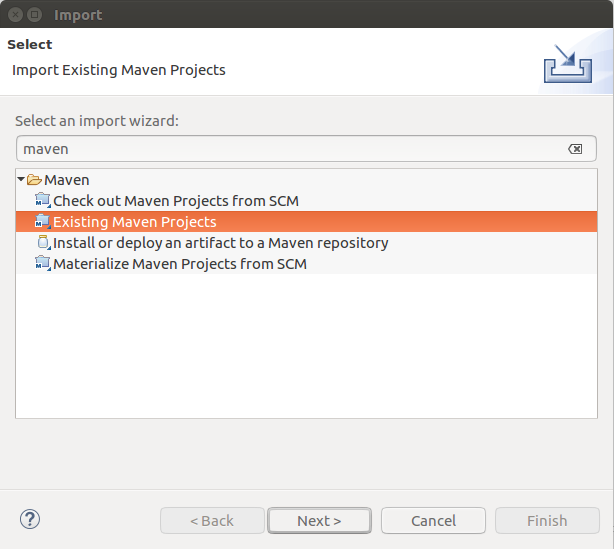 Import
Select
Import Existing Maven Projects
Select an import wizard:
maven
Maven
Check out Maven Projects from SCM
Existing Maven Projects
Install or deploy an artifact to a Maven repository
Materialize Maven Projects from SCM
? < Back Next > Cancel Finish